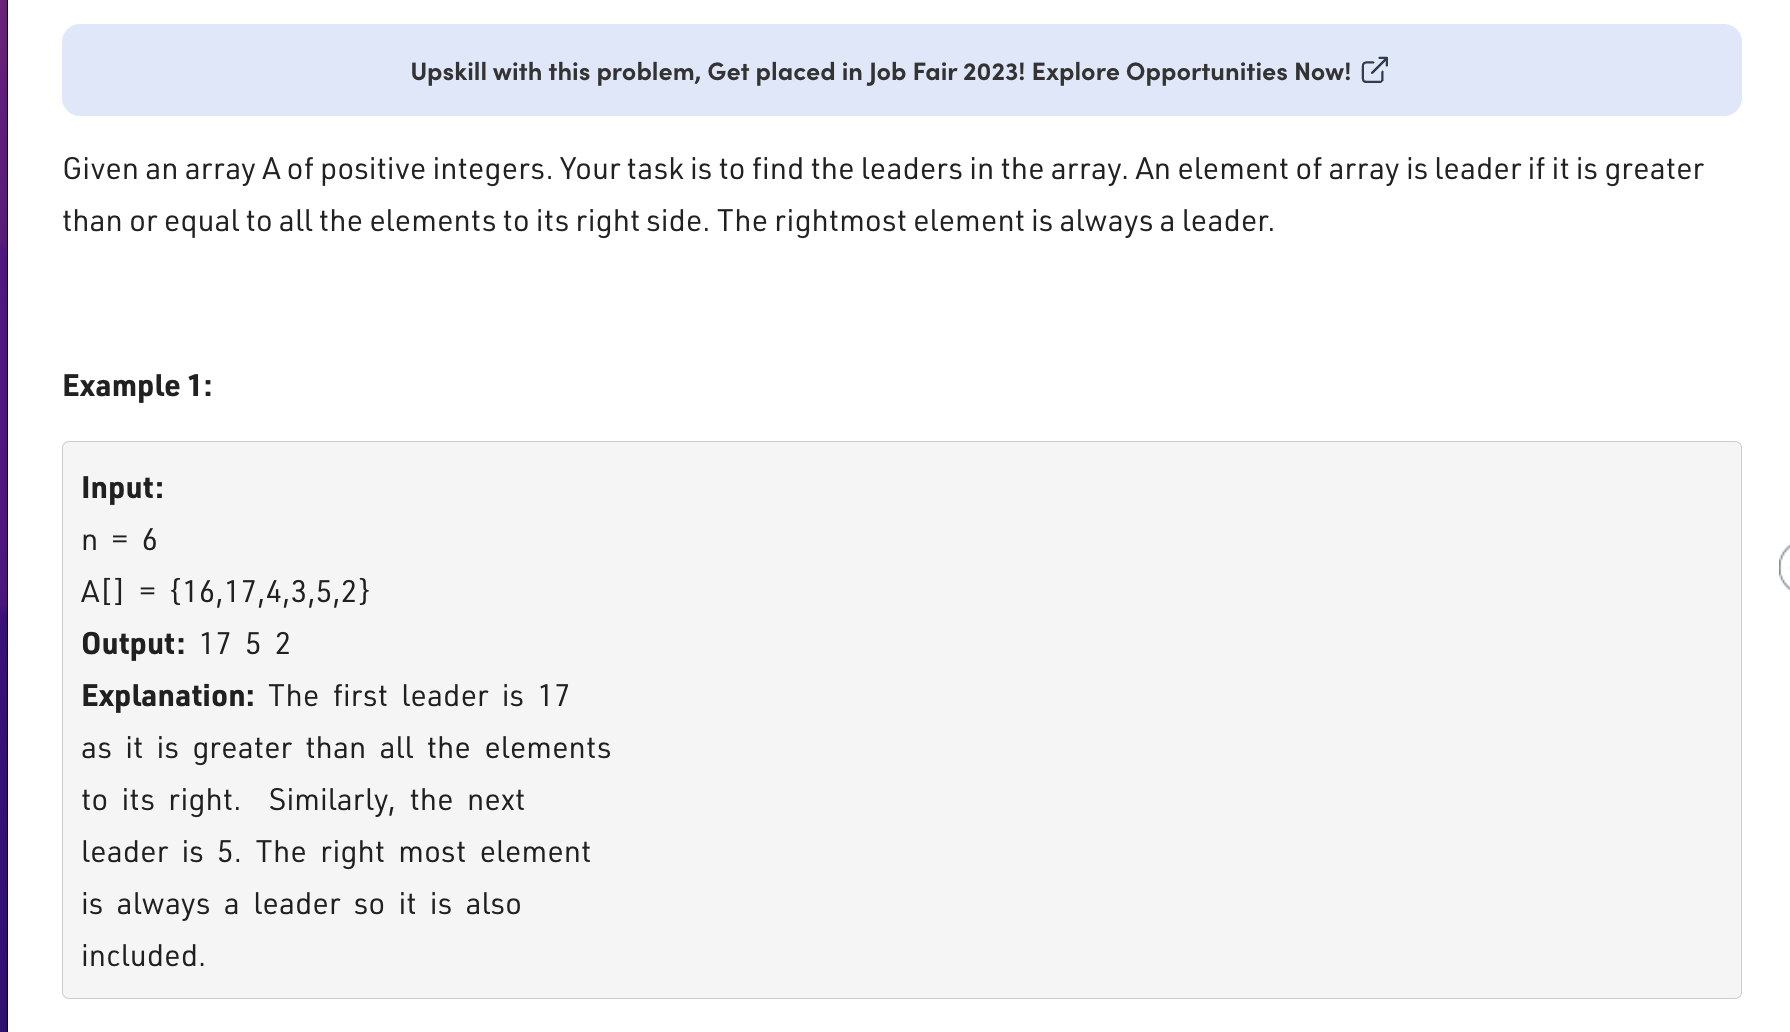 Upskill with this problem, Get placed in Job Fair 2023! Explore Opportunities Now!
Given an array A of positive integers. Your task is to find the leaders in the array. An element of array is leader if it is greater
than or equal to all the elements to its right side. The rightmost element is always a leader.
Example 1:
Input:
n = 6
A[] = {16,17,4,3,5,2}
Output: 17 5 2
Explanation: The first leader is 17
as it is greater than all the elements
to its right.  Similarly, the next
leader is 5. The right most element
is always a leader so it is also
included.